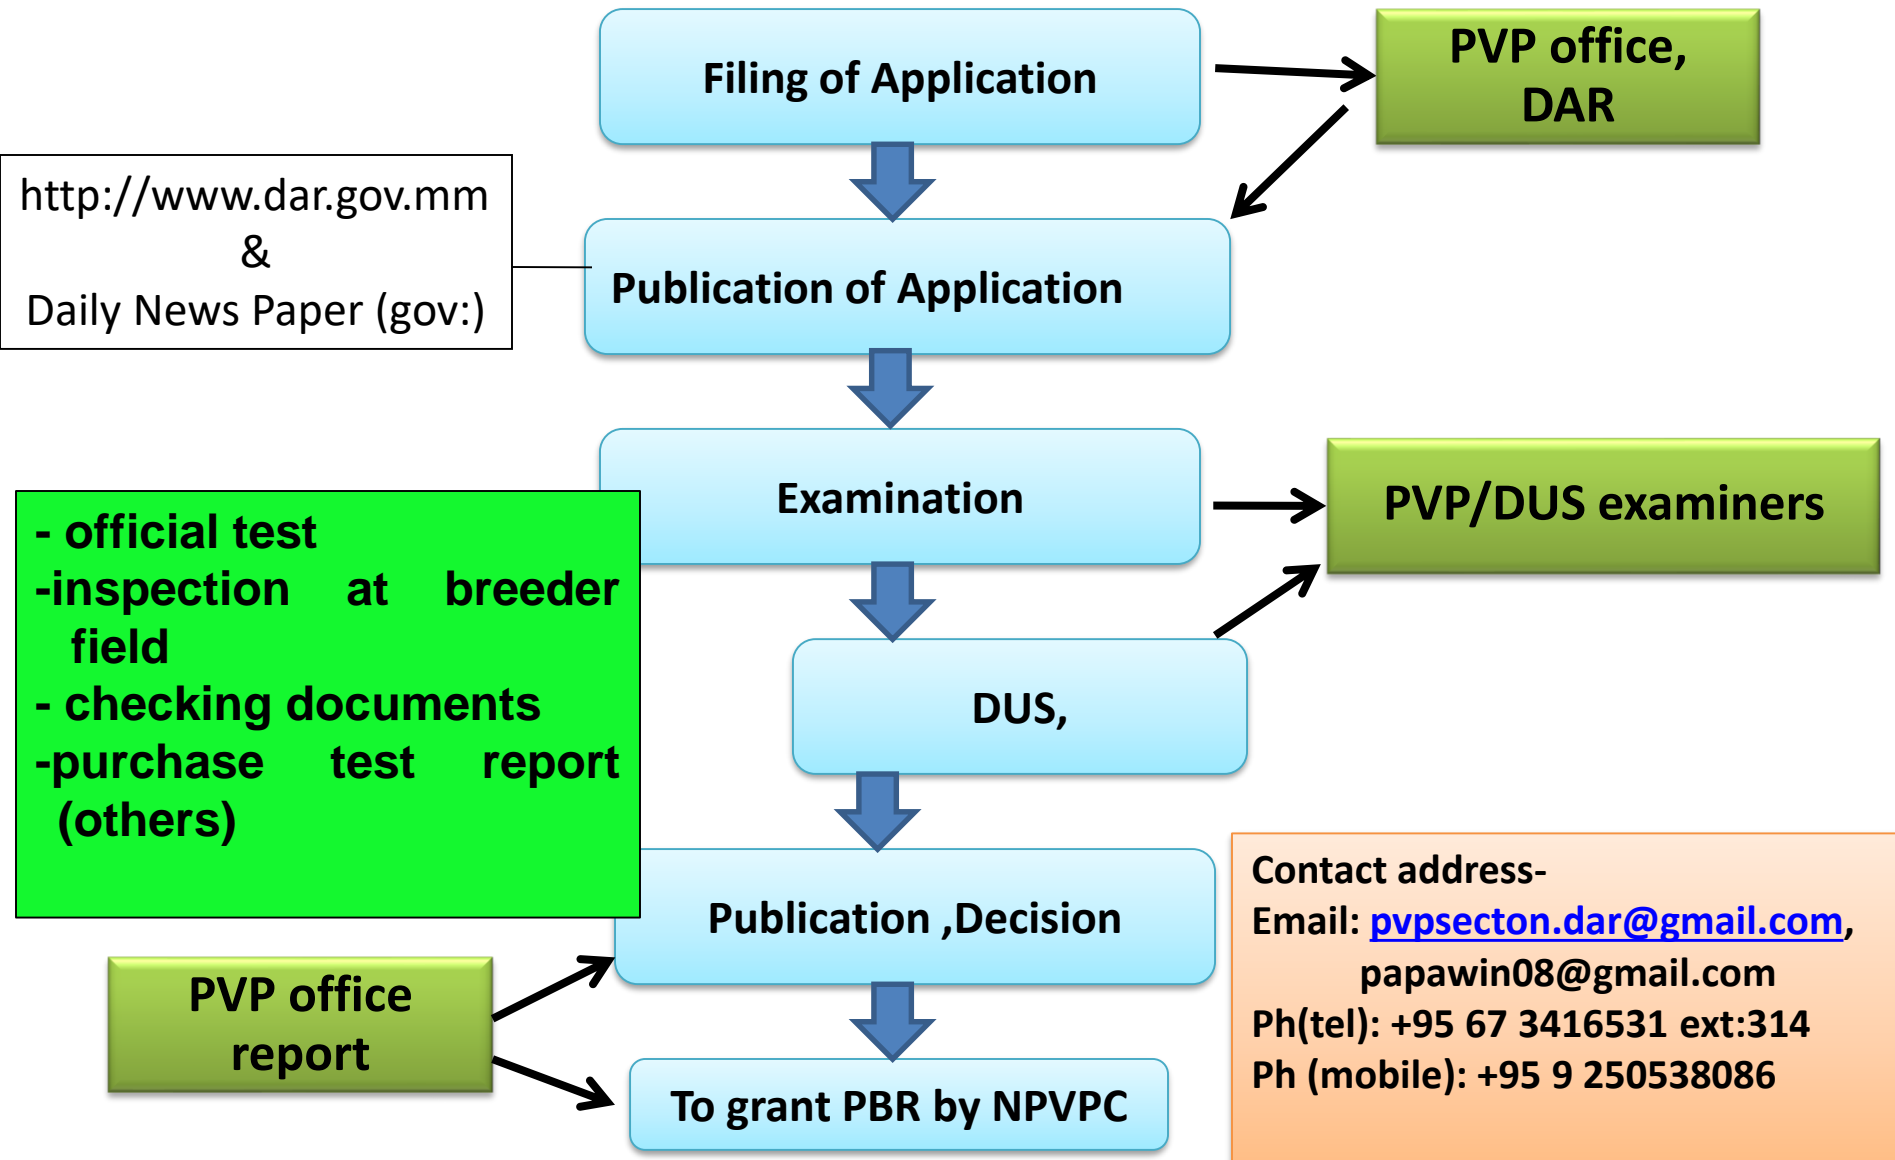 Filing of Application
PVP office,
DAR
http://www.dar.gov.mm
&
Daily News Paper (gov:)
Publication of Application
Examination
PVP/DUS examiners
- official test
-inspection at breeder
field
- checking documents
-purchase test report
(others)
DUS,
Publication ,Decision
Contact address-
Email: pvpsecton.dar@gmail.com,
papawin08@gmail.com
Ph(tel): +95 67 3416531 ext:314
Ph (mobile): +95 9 250538086
PVP office
report
To grant PBR by NPVPC